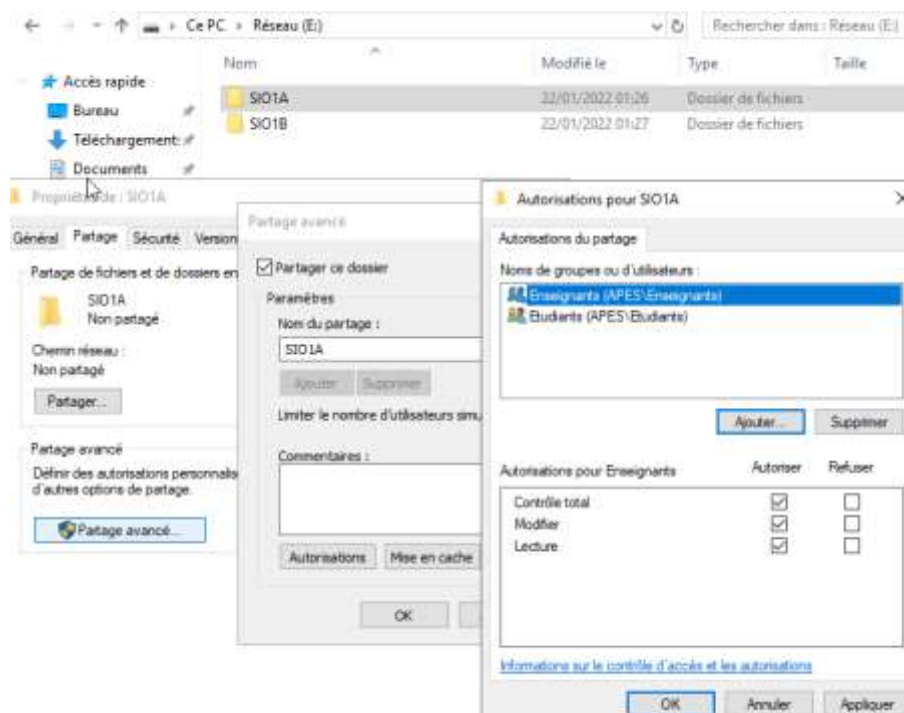 Ce PC › Réseau (E:)
Rechercher dans : Réseau (E:)
Nom Modifié le Type Taille
Accès rapide
Bureau
Téléchargement:
Documents
SIO1A 22/01/2022 01:26 Dossier de fichiers
SIO1B 22/01/2022 01:27 Dossier de fichiers
Propriétés de : SIO1A
Général Partage Sécurité Version
Partage de fichiers et de dossiers en
SIO1A
Non partagé
Chemin réseau :
Non partagé
Partager...
Partage avancé
Définir des autorisations personnalis
d'autres options de partage.
Partage avancé...
Partage avancé
Partager ce dossier
Paramètres
Nom du partage :
SIO1A
Ajouter Supprimer
Limiter le nombre d'utilisateurs simu
Commentaires :
Autorisations Mise en cache
OK
Autorisations pour SIO1A
Autorisations du partage
Noms de groupes ou d'utilisateurs :
Enseignants (APES\Enseignants)
Etudiants (APES\Etudiants)
Ajouter... Supprimer
Autorisations pour Enseignants Autoriser Refuser
Contrôle total
Modifier
Lecture
Informations sur le contrôle d'accès et les autorisations
OK Annuler Appliquer